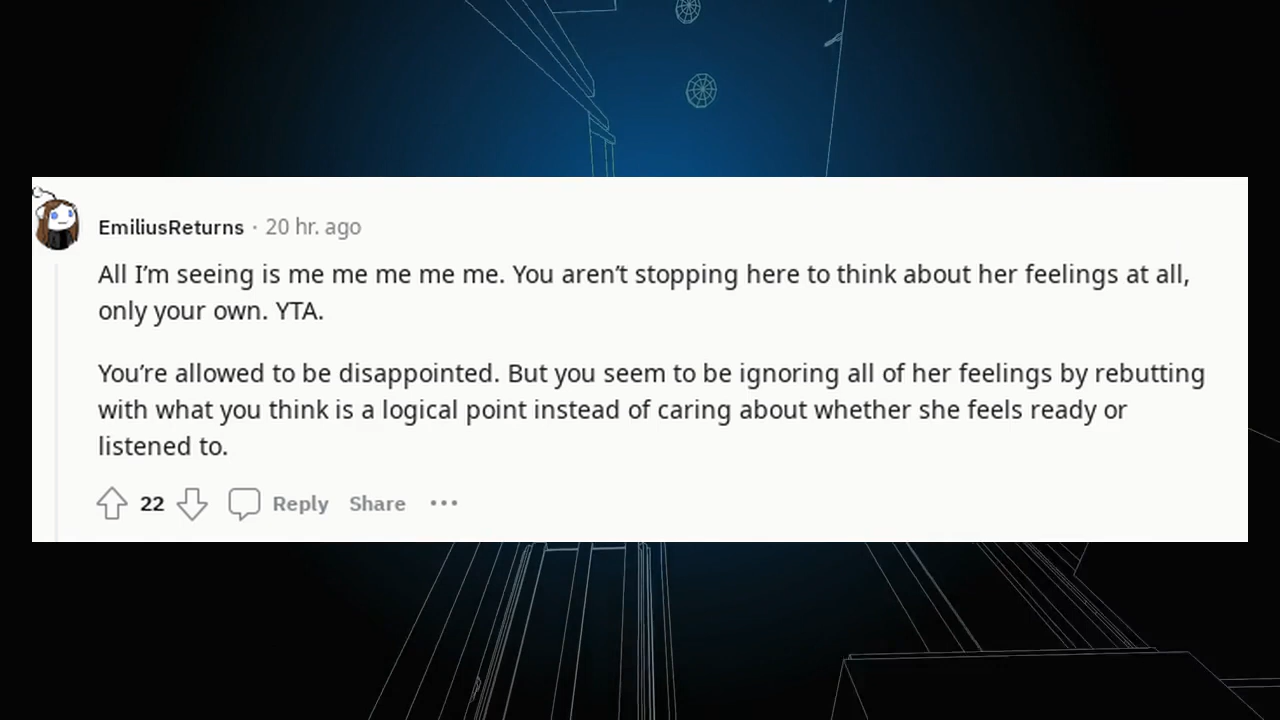 EmiliusReturns · 20 hr. ago
All I’m seeing is me me me me me. You aren’t stopping here to think about her feelings at all,
only your own. YTA.
You’re allowed to be disappointed. But you seem to be ignoring all of her feelings by rebutting
with what you think is a logical point instead of caring about whether she feels ready or
listened to.
22 Reply Share •••